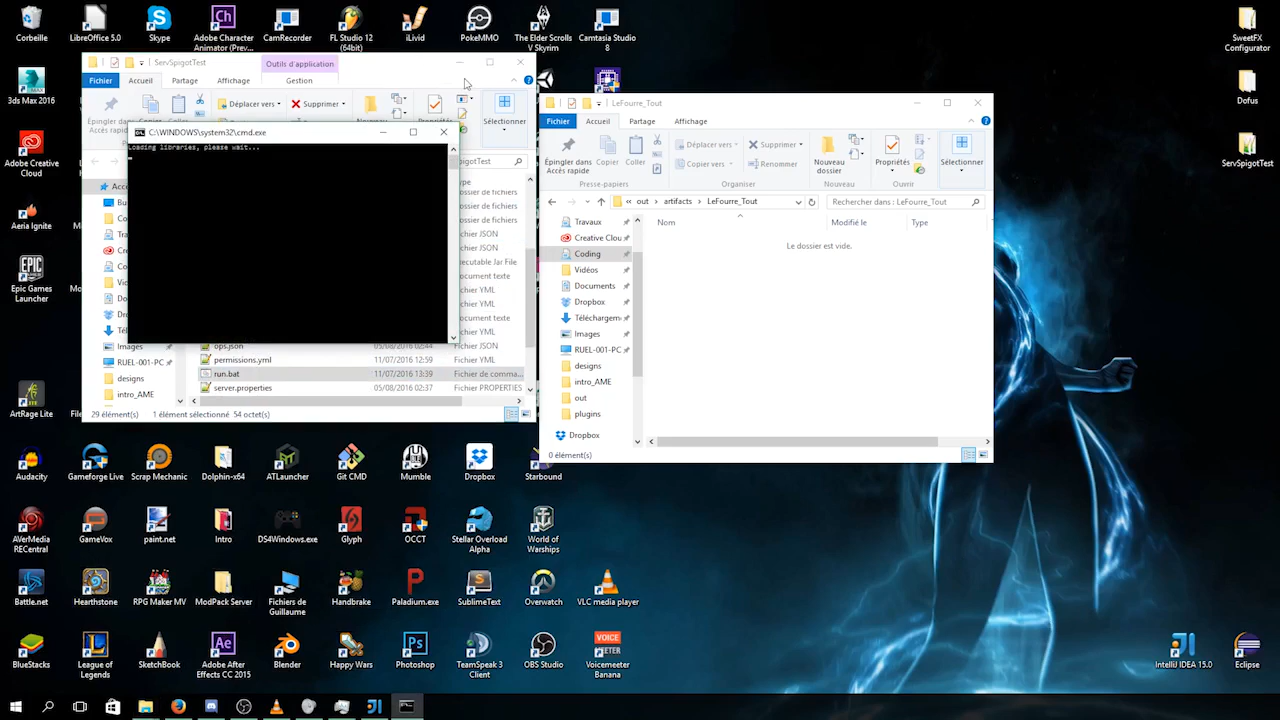 Corbeille
LibreOffice 5.0
Skype
Adobe Character
Animator (Prev...
CamRecorder
FL Studio 12
(64bit)
iLivid
PokeMMO
The Elder Scrolls
V Skyrim
Camtasia Studio
8
SweetFX
Configurator
3ds Max 2016
Adobe Creative
Cloud
Aeria Ignite
Epic Games
Launcher
ArtRage Lite
Dofus
ServSpigotTest
ServSpigotTest
Outils d'application
Fichier
Accueil
Partage
Affichage
Gestion
Épingler dans
Accès rapide
Copier
Coller
Déplacer vers
Supprimer
Propriétés
Sélectionner
C:\WINDOWS\system32\cmd.exe
Loading libraries, please wait...
pigotTest
ype
ossier de fichiers
ossier de fichiers
ossier de fichiers
chier JSON
chier JSON
ecutable Jar File
ocument texte
chier YML
chier YML
ocument texte
chier YML
Images
ops.json
05/08/2016 02:44
Fichier JSON
RUEL-001-PC
permissions.yml
11/07/2016 12:59
Fichier YML
designs
run.bat
11/07/2016 13:39
Fichier de comma...
intro_AME
server.properties
05/08/2016 02:37
Fichier PROPERTIES
29 élément(s)
1 élément sélectionné
54 octet(s)
LeFourre_Tout
Fichier
Accueil
Partage
Affichage
Épingler dans
Accès rapide
Copier
Coller
Déplacer vers
Copier vers
Supprimer
Renommer
Nouveau
dossier
Propriétés
Sélectionner
Presse-papiers
Organiser
Nouveau
Ouvrir
out
artifacts
LeFourre_Tout
Rechercher dans : LeFourre_Tout
Nom
Modifié le
Type
Le dossier est vide.
Travaux
Creative Clou
Coding
Vidéos
Documents
Dropbox
Téléchargem
Images
RUEL-001-PC
designs
intro_AME
out
plugins
Dropbox
0 élément(s)
Audacity
Gameforge Live
Scrap Mechanic
Dolphin-x64
ATLauncher
Git CMD
Mumble
Dropbox
Starbound
AVerMedia
RECentral
GameVox
paint.net
Intro
DS4Windows.exe
Glyph
OCCT
Stellar Overload
Alpha
World of
Warships
Battle.net
Hearthstone
RPG Maker MV
ModPack Server
Fichiers de
Guillaume
Handbrake
Paladium.exe
SublimeText
Overwatch
VLC media player
BlueStacks
League of
Legends
SketchBook
Adobe After
Effects CC 2015
Blender
Happy Wars
Photoshop
TeamSpeak 3
Client
OBS Studio
VOICE
MEETER
Voicemeeter
Banana
IntelliJ IDEA 15.0
Eclipse